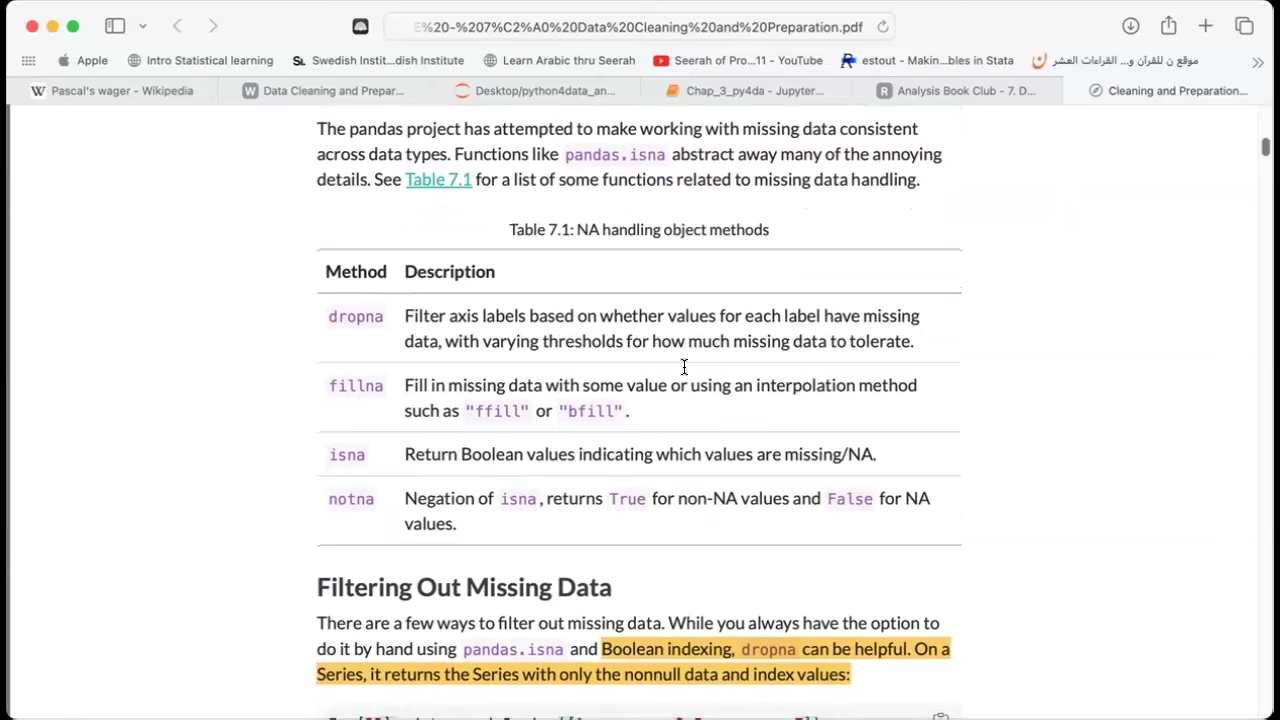 E%20-%207%C2%A0%20Data%20Cleaning%20and%20Preparation.pdf
Apple
Intro Statistical learning
SL Swedish Instit...dish Institute
Learn Arabic thru Seerah
Seerah of Pro...11 - YouTube
estout - Makin...bles in Stata
موقع ن للقرآن و... القراءات العشر
W Pascal's wager - Wikipedia
W Data Cleaning and Prepar...
Desktop/python4data_an...
Chap_3_py4da - Jupyter...
R Analysis Book Club - 7. D...
Cleaning and Preparation...
The pandas project has attempted to make working with missing data consistent
across data types. Functions like pandas.isna abstract away many of the annoying
details. See Table 7.1 for a list of some functions related to missing data handling.
Table 7.1: NA handling object methods
Method Description
dropna Filter axis labels based on whether values for each label have missing
data, with varying thresholds for how much missing data to tolerate.
fillna Fill in missing data with some value or using an interpolation method
such as "ffill" or "bfill".
isna Return Boolean values indicating which values are missing/NA.
notna Negation of isna, returns True for non-NA values and False for NA
values.
Filtering Out Missing Data
There are a few ways to filter out missing data. While you always have the option to
do it by hand using pandas.isna and Boolean indexing, dropna can be helpful. On a
Series, it returns the Series with only the nonnull data and index values: